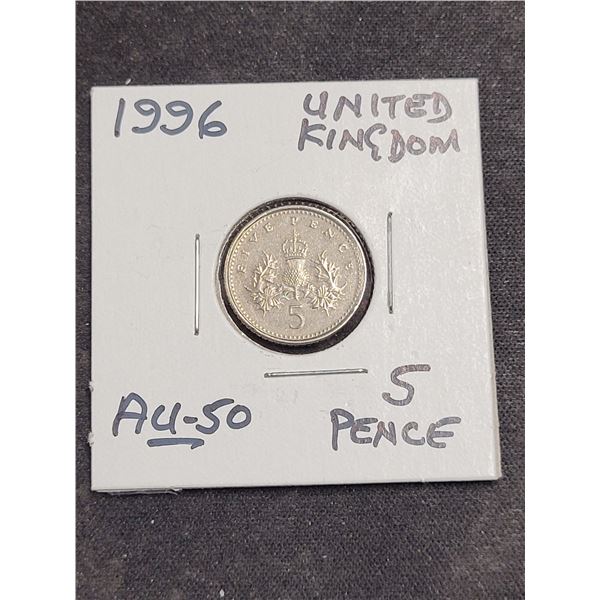 1996
UNITED
KINGDOM
FIVE PENCE
5
AU-50
5
PENCE